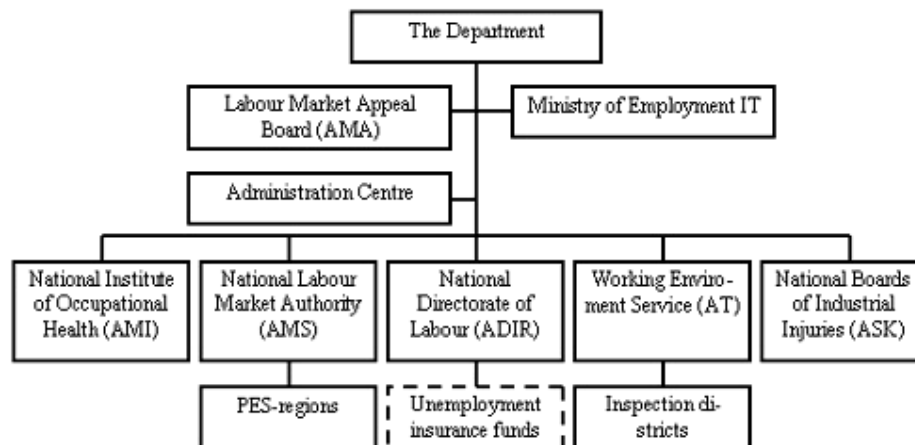 The Department
Labour Market Appeal
Board (AMA)
Ministry of Employment IT
Administration Centre
National Institute
of Occupational
Health (AMI)
National Labour
Market Authority
(AMS)
National
Directorate of
Labour (ADIR)
Working Enviro-
ment Service (AT)
National Boards
of Industrial
Injuries (ASK)
PES-regions
Unemployment
insurance funds
Inspection di-
stricts